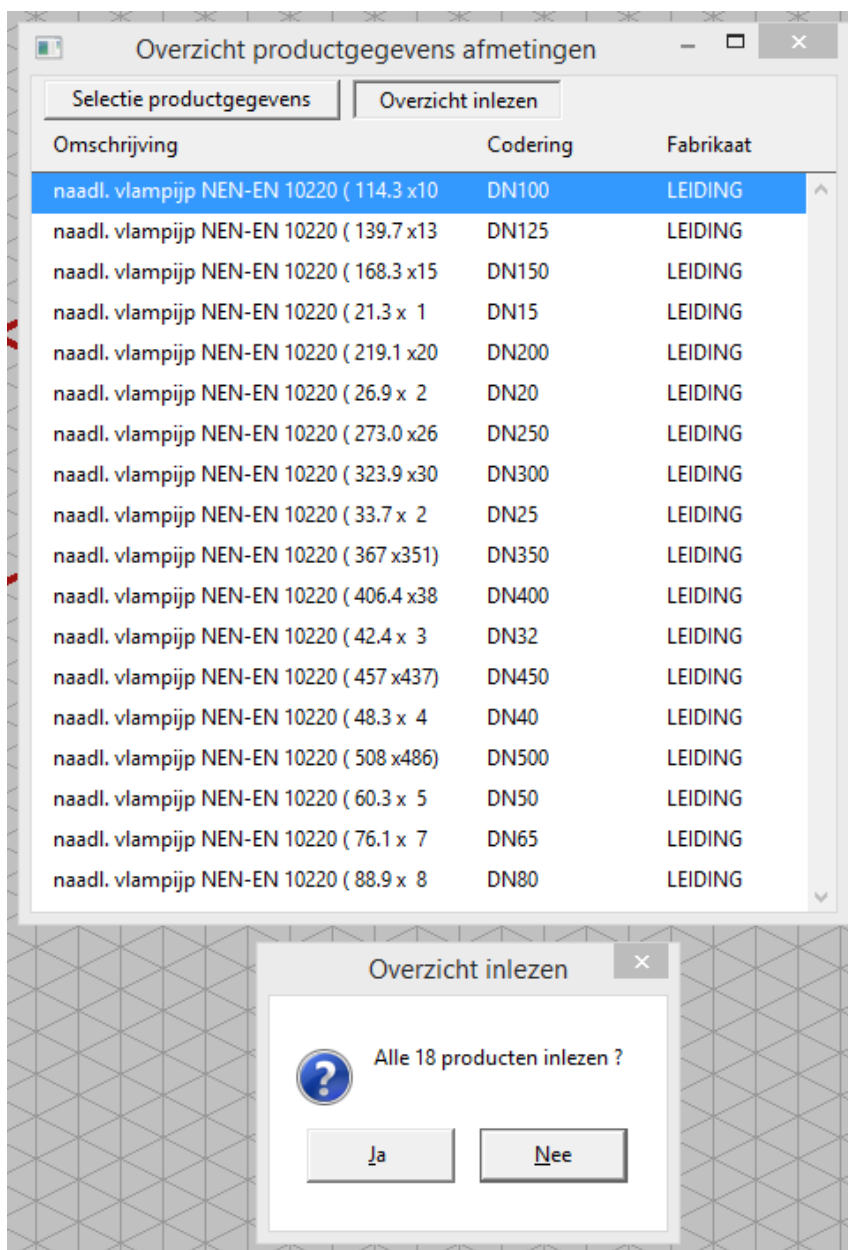 Overzicht productgegevens afmetingen
Selectie productgegevens Overzicht inlezen
Omschrijving Codering Fabrikaat
naadl. vlampijp NEN-EN 10220 ( 114.3 x10 DN100 LEIDING
naadl. vlampijp NEN-EN 10220 ( 139.7 x13 DN125 LEIDING
naadl. vlampijp NEN-EN 10220 ( 168.3 x15 DN150 LEIDING
naadl. vlampijp NEN-EN 10220 ( 21.3 x 1 DN15 LEIDING
naadl. vlampijp NEN-EN 10220 ( 219.1 x20 DN200 LEIDING
naadl. vlampijp NEN-EN 10220 ( 26.9 x 2 DN20 LEIDING
naadl. vlampijp NEN-EN 10220 ( 273.0 x26 DN250 LEIDING
naadl. vlampijp NEN-EN 10220 ( 323.9 x30 DN300 LEIDING
naadl. vlampijp NEN-EN 10220 ( 33.7 x 2 DN25 LEIDING
naadl. vlampijp NEN-EN 10220 ( 367 x351) DN350 LEIDING
naadl. vlampijp NEN-EN 10220 ( 406.4 x38 DN400 LEIDING
naadl. vlampijp NEN-EN 10220 ( 42.4 x 3 DN32 LEIDING
naadl. vlampijp NEN-EN 10220 ( 457 x437) DN450 LEIDING
naadl. vlampijp NEN-EN 10220 ( 48.3 x 4 DN40 LEIDING
naadl. vlampijp NEN-EN 10220 ( 508 x486) DN500 LEIDING
naadl. vlampijp NEN-EN 10220 ( 60.3 x 5 DN50 LEIDING
naadl. vlampijp NEN-EN 10220 ( 76.1 x 7 DN65 LEIDING
naadl. vlampijp NEN-EN 10220 ( 88.9 x 8 DN80 LEIDING
Overzicht inlezen
Alle 18 producten inlezen ?
Ja Nee